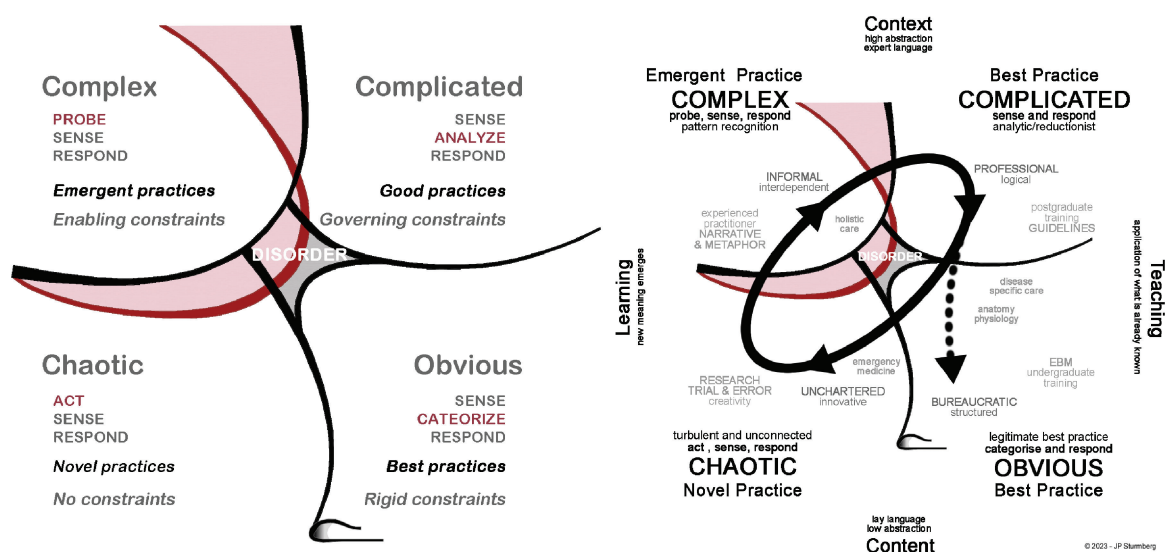 Complex
PROBE
SENSE
RESPOND
Emergent practices
Enabling constraints
Complicated
SENSE
ANALYZE
RESPOND
Good practices
Governing constraints
DISORDER
Chaotic
ACT
SENSE
RESPOND
Novel practices
No constraints
Obvious
SENSE
CATEORIZE
RESPOND
Best practices
Rigid constraints
Context
high abstraction
expert language
Emergent Practice
COMPLEX
probe, sense, respond
pattern recognition
Best Practice
COMPLICATED
sense and respond
analytic/reductionist
INFORMAL
interdependent
PROFESSIONAL
logical
experienced
practitioner
NARRATIVE
& METAPHOR
holistic
care
postgraduate
training
GUIDELINES
DISORDER
Learning
new meaning emerges
Teaching
application of what is already known
disease
specific care
anatomy
physiology
emergency
medicine
EBM
undergraduate
training
RESEARCH
TRIAL & ERROR
creativity
UNCHARTERED
innovative
BUREAUCRATIC
structured
turbulent and unconnected
act , sense, respond
CHAOTIC
Novel Practice
legitimate best practice
categorise and respond
OBVIOUS
Best Practice
lay language
low abstraction
Content
© 2023 - JP Sturmberg